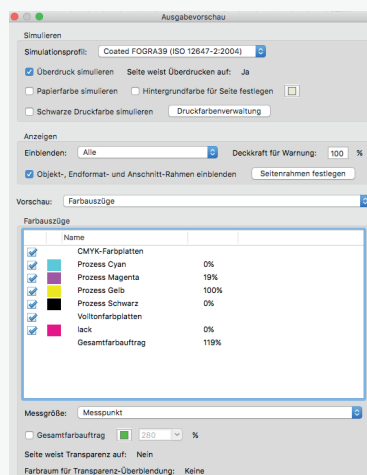 Ausgabevorschau
Simulieren
Simulationsprofil: Coated FOGRA39 (ISO 12647-2:2004)
Überdruck simulieren Seite weist Überdrucken auf: Ja
Papierfarbe simulieren Hintergrundfarbe für Seite festlegen
Schwarze Druckfarbe simulieren Druckfarbenverwaltung
Anzeigen
Einblenden: Alle Deckkraft für Warnung: 100 %
Objekt-, Endformat- und Anschnitt-Rahmen einblenden Seitenrahmen festlegen
Vorschau: Farbauszüge
Farbauszüge
Name
CMYK-Farbplatten
Prozess Cyan 0%
Prozess Magenta 19%
Prozess Gelb 100%
Prozess Schwarz 0%
Volltonfarbplatten
lack 0%
Gesamtfarbauftrag 119%
Messgröße: Messpunkt
Gesamtfarbauftrag 280 %
Seite weist Transparenz auf: Nein
Farbraum für Transparenz-Überblendung: Keine